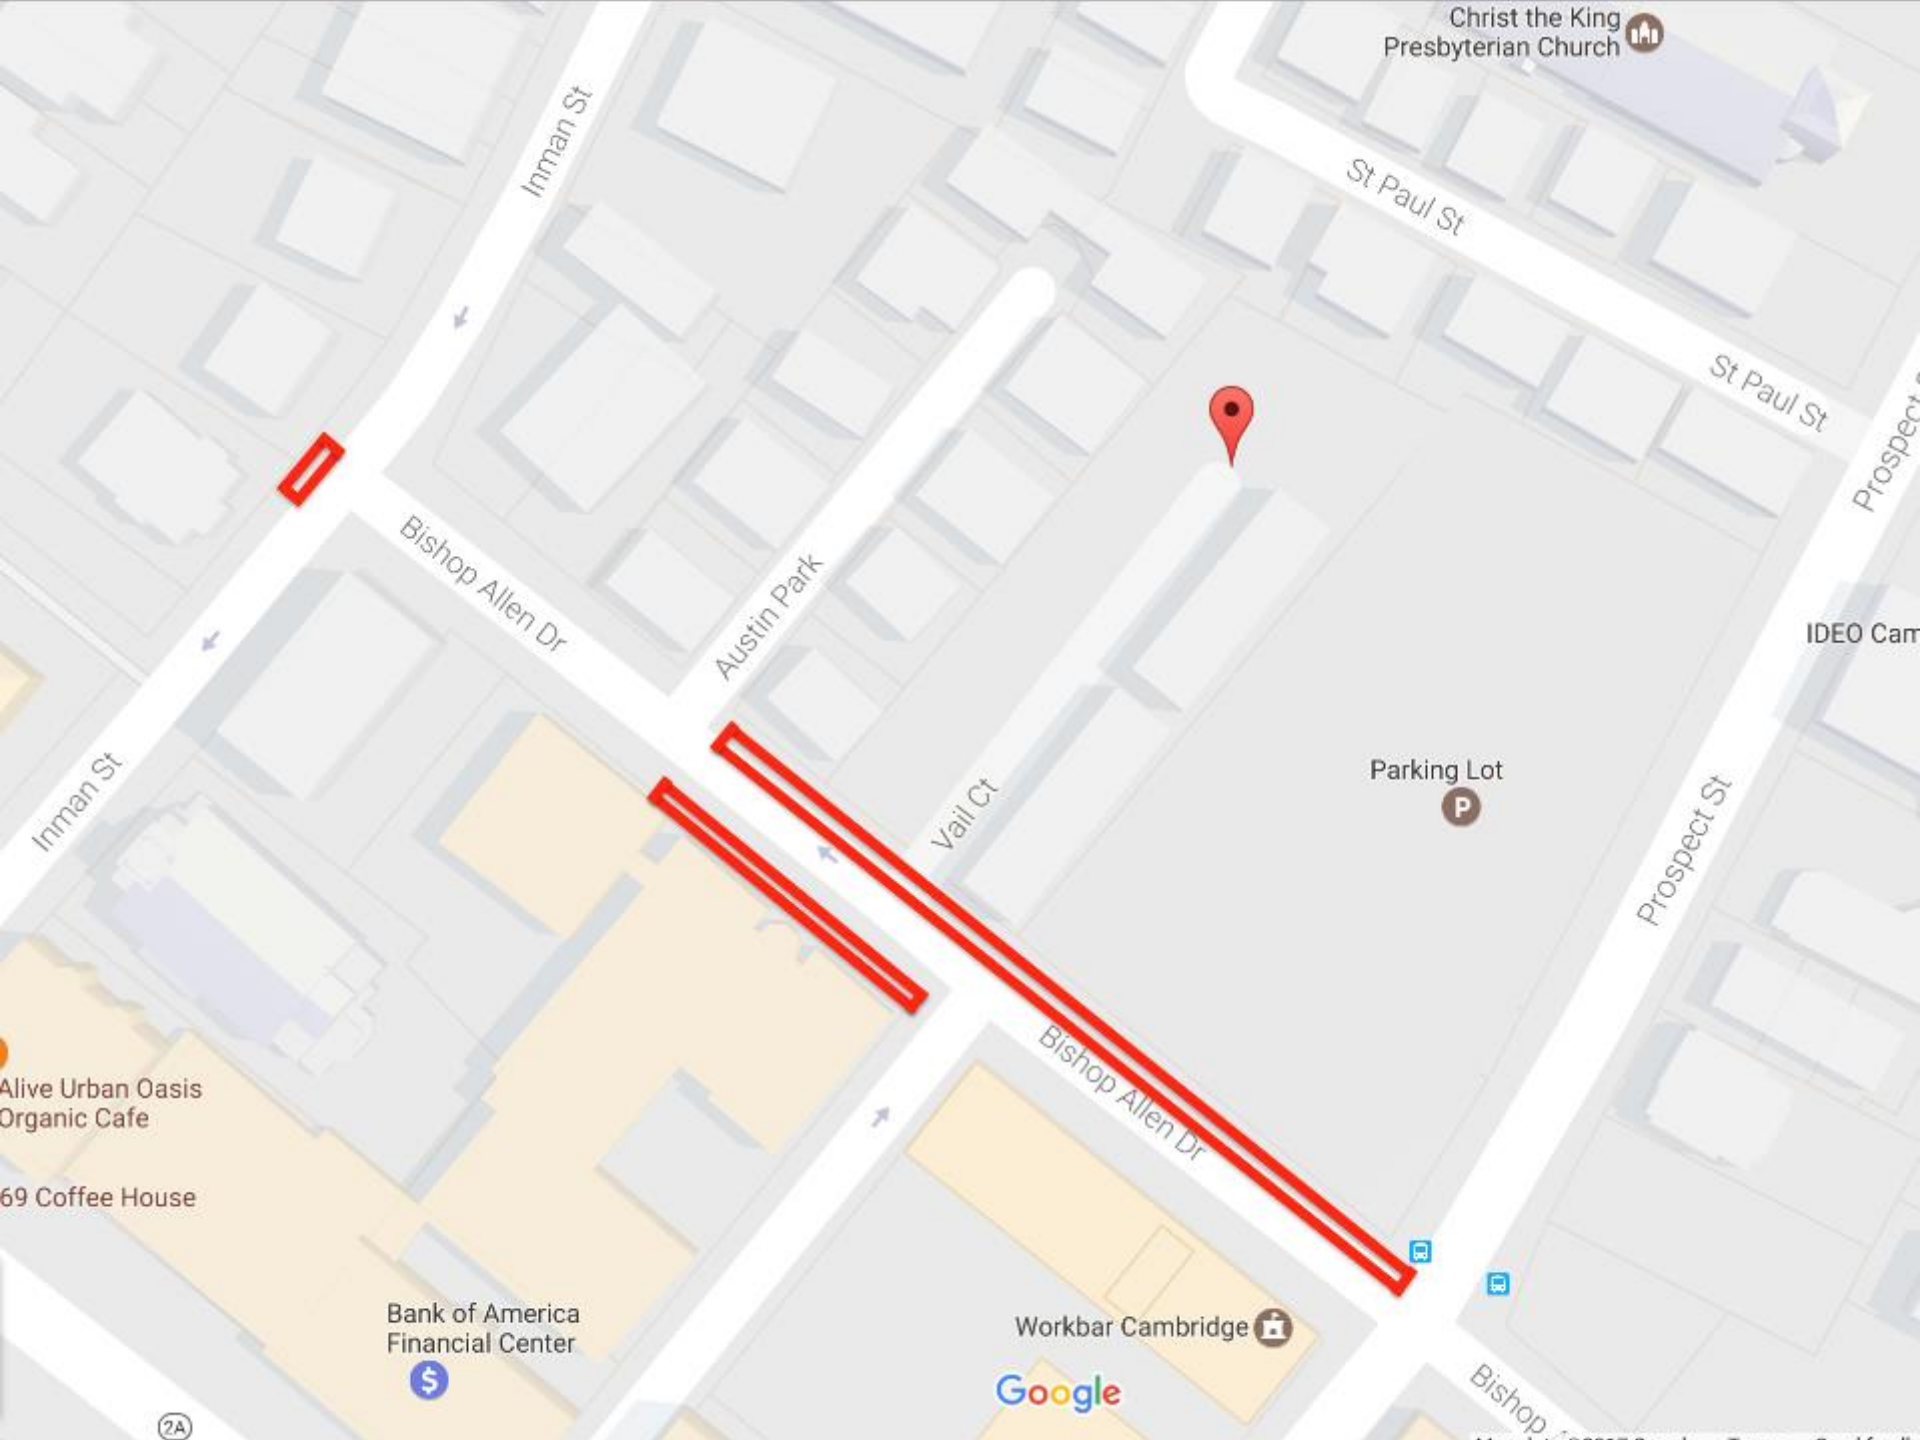 Christ the King
Presbyterian Church
Inman St
St Paul St
St Paul St
Prospect
Bishop Allen Dr
Austin Park
IDEO Cam
Vail Ct
Parking Lot
P
Prospect St
Inman St
Bishop Allen Dr
Alive Urban Oasis
Organic Cafe
69 Coffee House
Bank of America
Financial Center
$
Workbar Cambridge
Google
Bishop
2A